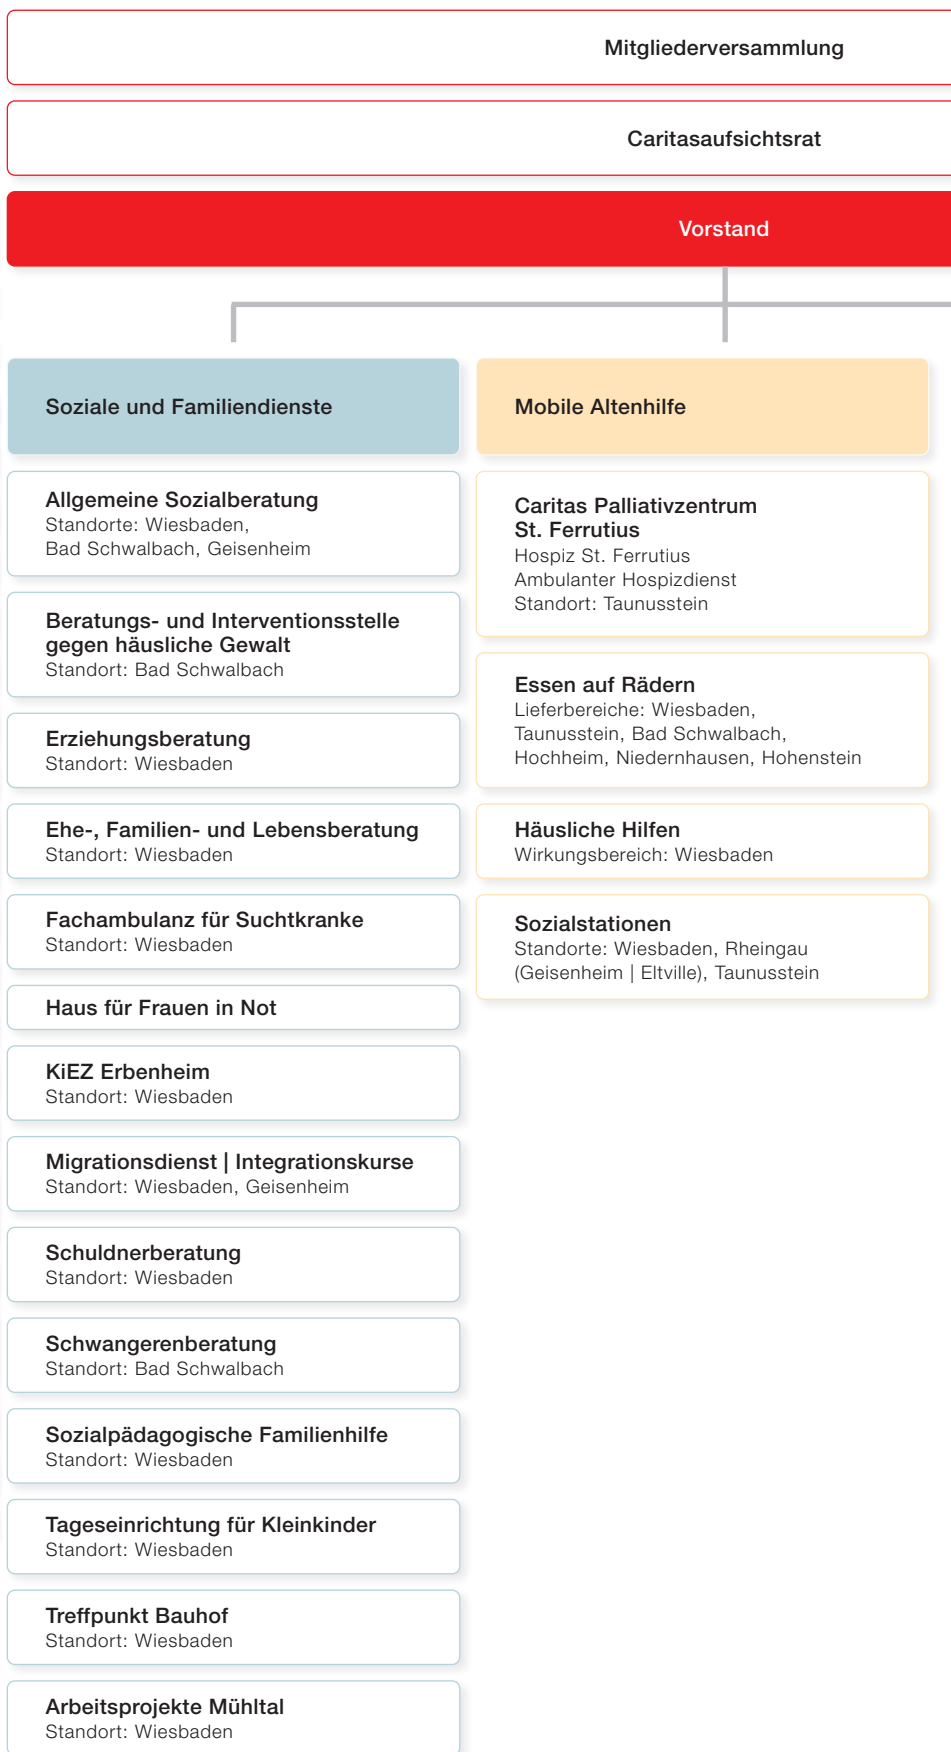 Mitgliederversammlung
Caritasaufsichtsrat
Vorstand
Soziale und Familiendienste
Allgemeine Sozialberatung
Standorte: Wiesbaden,
Bad Schwalbach, Geisenheim
Beratungs- und Interventionsstelle
gegen häusliche Gewalt
Standort: Bad Schwalbach
Erziehungsberatung
Standort: Wiesbaden
Ehe-, Familien- und Lebensberatung
Standort: Wiesbaden
Fachambulanz für Suchtkranke
Standort: Wiesbaden
Haus für Frauen in Not
KiEZ Erbenheim
Standort: Wiesbaden
Migrationsdienst | Integrationskurse
Standort: Wiesbaden, Geisenheim
Schuldnerberatung
Standort: Wiesbaden
Schwangerenberatung
Standort: Bad Schwalbach
Sozialpädagogische Familienhilfe
Standort: Wiesbaden
Tageseinrichtung für Kleinkinder
Standort: Wiesbaden
Treffpunkt Bauhof
Standort: Wiesbaden
Arbeitsprojekte Mühltal
Standort: Wiesbaden
Mobile Altenhilfe
Caritas Palliativzentrum
St. Ferrutius
Hospiz St. Ferrutius
Ambulanter Hospizdienst
Standort: Taunusstein
Essen auf Rädern
Lieferbereiche: Wiesbaden,
Taunusstein, Bad Schwalbach,
Hochheim, Niedernhausen, Hohenstein
Häusliche Hilfen
Wirkungsbereich: Wiesbaden
Sozialstationen
Standorte: Wiesbaden, Rheingau
(Geisenheim | Eltville), Taunusstein